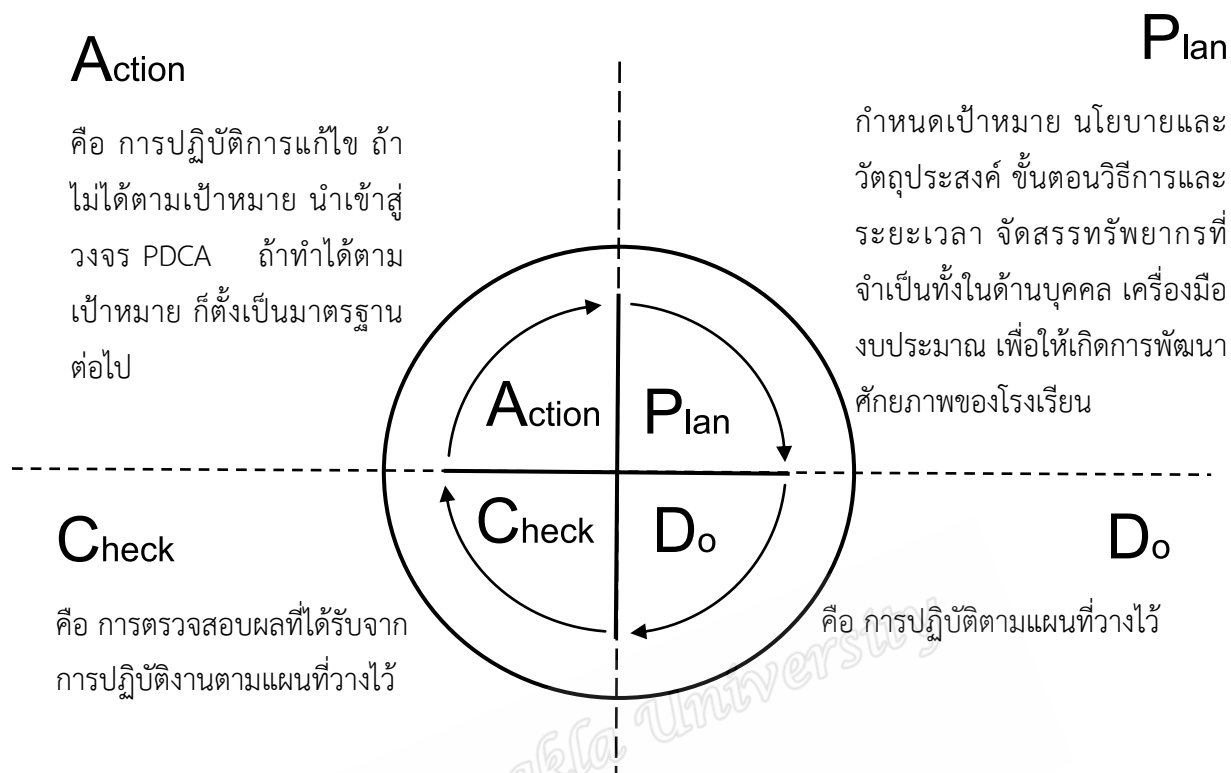 Action
คือ การปฏิบัติการแก้ไข ถ้า
ไม่ได้ตามเป้าหมาย นำเข้าสู่
วงจร PDCA ถ้าทำได้ตาม
เป้าหมาย ก็ตั้งเป็นมาตรฐาน
ต่อไป
Plan
กำหนดเป้าหมาย นโยบายและ
วัตถุประสงค์ ขั้นตอนวิธีการและ
ระยะเวลา จัดสรรทรัพยากรที่
จำเป็นทั้งในด้านบุคคล เครื่องมือ
งบประมาณ เพื่อให้เกิดการพัฒนา
ศักยภาพของโรงเรียน
Action
Plan
Check
Do
Check
คือ การตรวจสอบผลที่ได้รับจาก
การปฏิบัติงานตามแผนที่วางไว้
Do
คือ การปฏิบัติตามแผนที่วางไว้
University